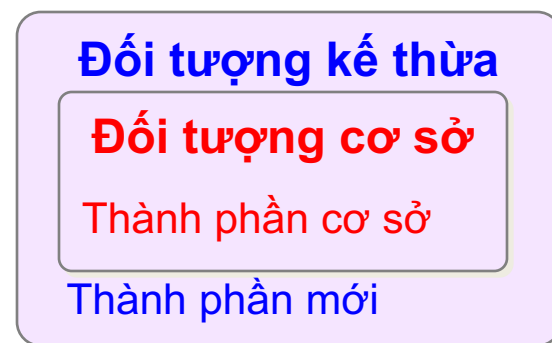 Đối tượng kế thừa
Đối tượng cơ sở
Thành phần cơ sở
Thành phần mới